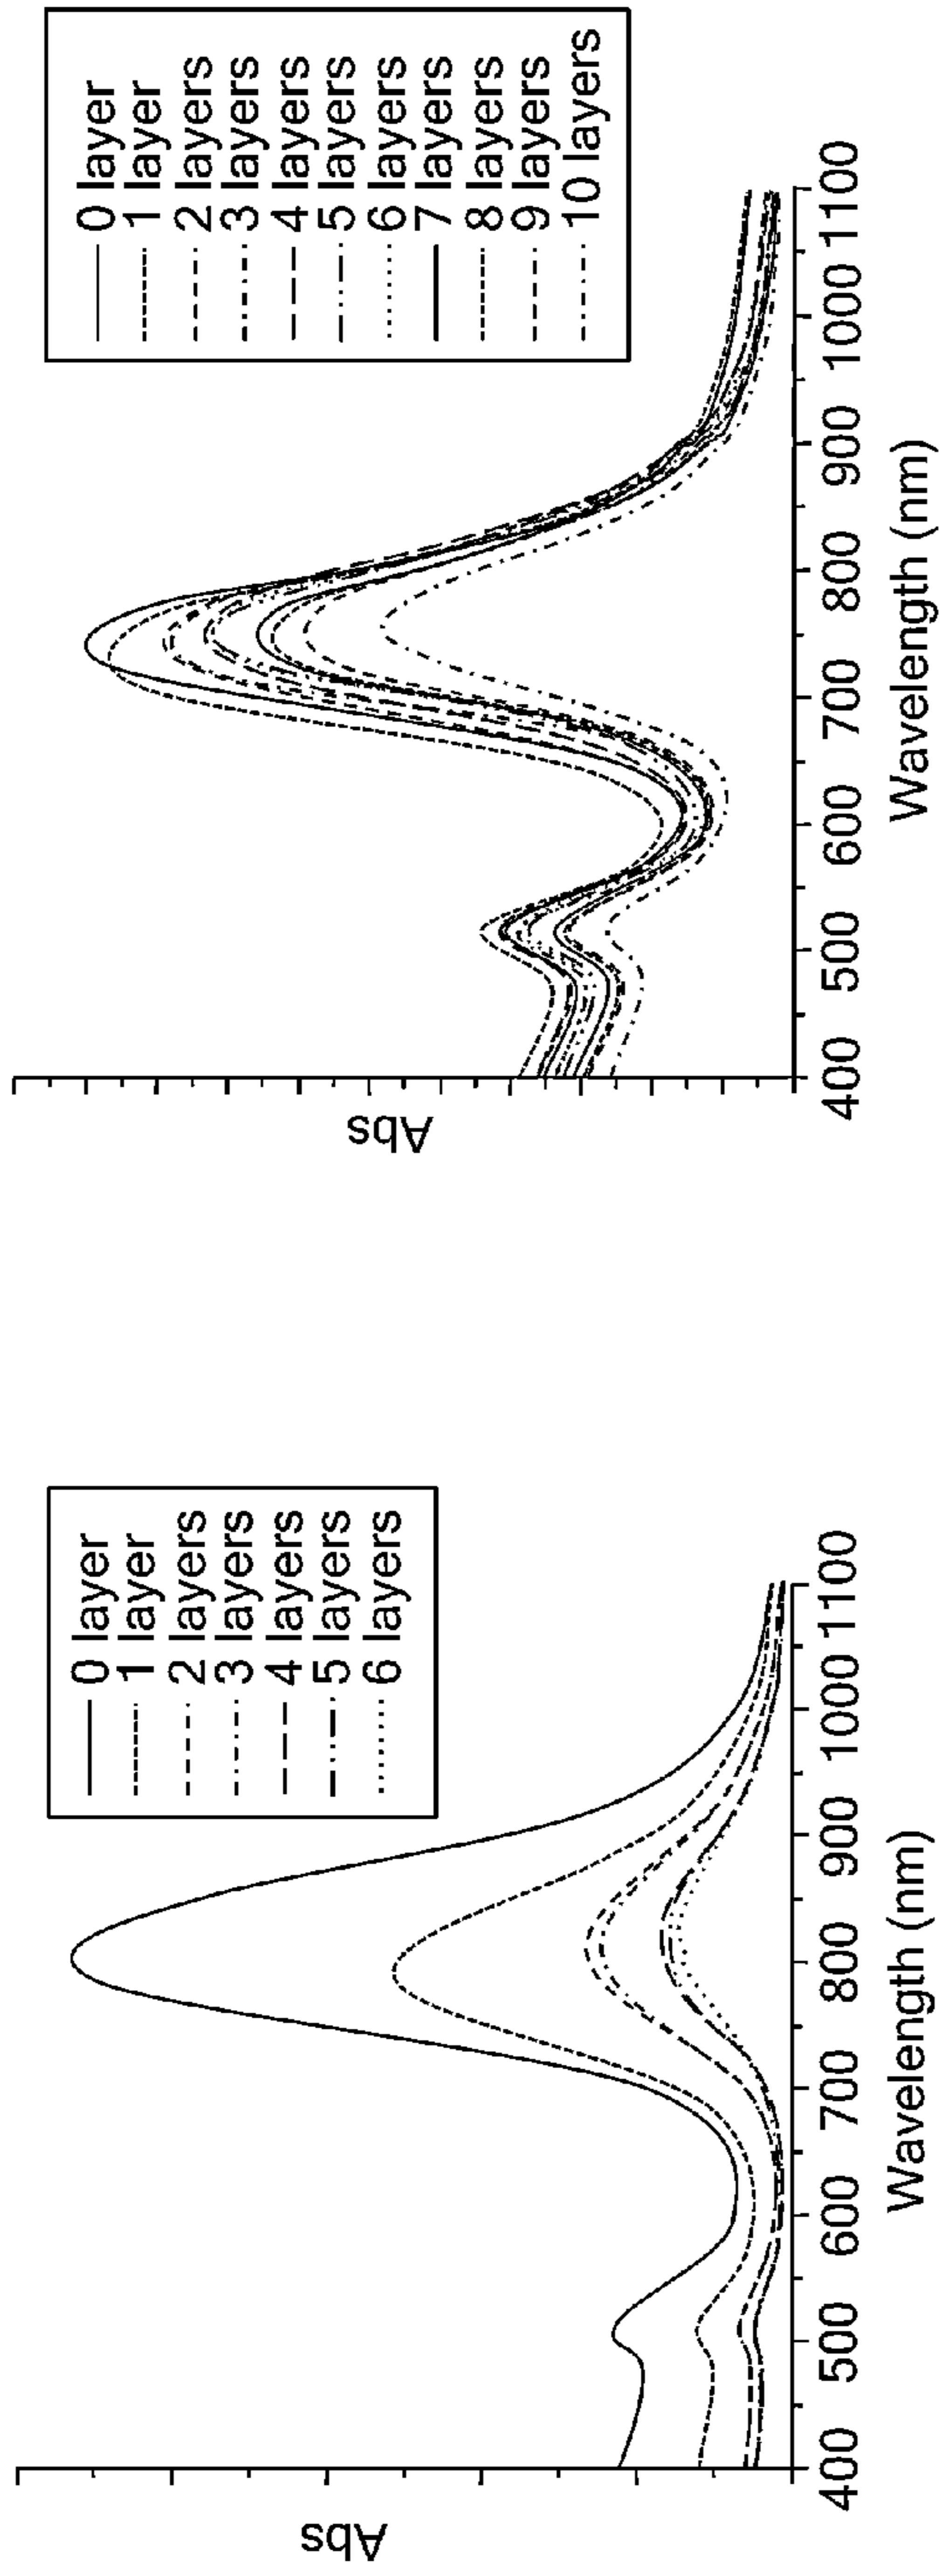 Abs
0 layer
1 layer
2 layers
3 layers
4 layers
5 layers
6 layers
400 500 600 700 800 900 1000 1100
Wavelength (nm)
Abs
0 layer
1 layer
2 layers
3 layers
4 layers
5 layers
6 layers
7 layers
8 layers
9 layers
10 layers
400 500 600 700 800 900 1000 1100
Wavelength (nm)